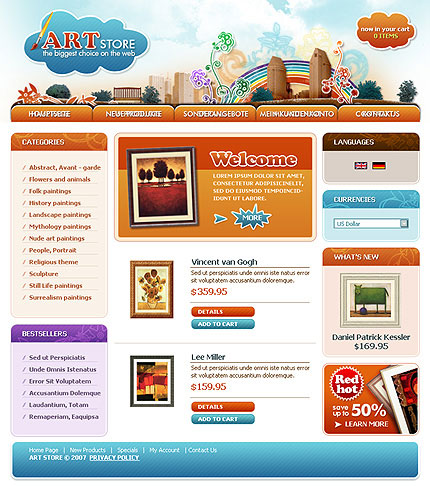 ART STORE
the biggest choice on the web
now in your cart
0 ITEMS
SONDERANGEBOTE
CATEGORIES
Abstract, Avant - garde
Flowers and animals
Folk paintings
History paintings
Landscape paintings
Mythology paintings
Nude art paintings
People, Portrait
Religious theme
Sculpture
Still Life paintings
Surrealism paintings
BESTSELLERS
Sed ut Perspiciatis
Unde Omnis Istenatus
Error Sit Voluptatem
Accusantium Dolemque
Laudantium, Totam
Remaperiam, Eaquipsa
Welcome
LOREM IPSUM DOLOR SIT AMET,
CONSECTETUR ADIPISICINELIT,
SED DO EIUSMOD TEMPOINCID-
IDUNT UT LABORE.
MORE
Vincent van Gogh
Sed ut perspiciatis unde omnis iste natus error
sit voluptatem accusantium doloremque.
$359.95
DETAILS
ADD TO CART
Lee Miller
Sed ut perspiciatis unde omnis iste natus error
sit voluptatem accusantium doloremque.
$159.95
DETAILS
ADD TO CART
LANGUAGES
CURRENCIES
US Dollar
WHAT'S NEW
Daniel Patrick Kessler
$169.95
Red hot
save up to 50%
LEARN MORE
Home Page | New Products | Specials | My Account | Contact Us
ART STORE © 2007 PRIVACY POLICY